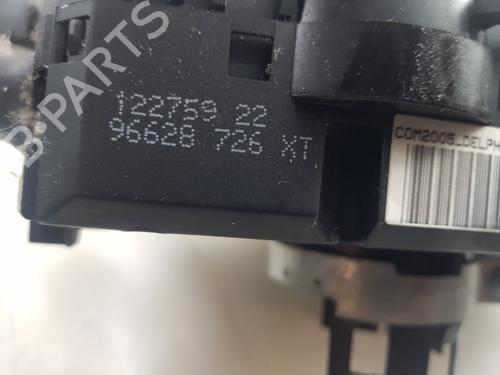 B-PARTS
122759 22
96628 726 XT
COM2005_DELPH